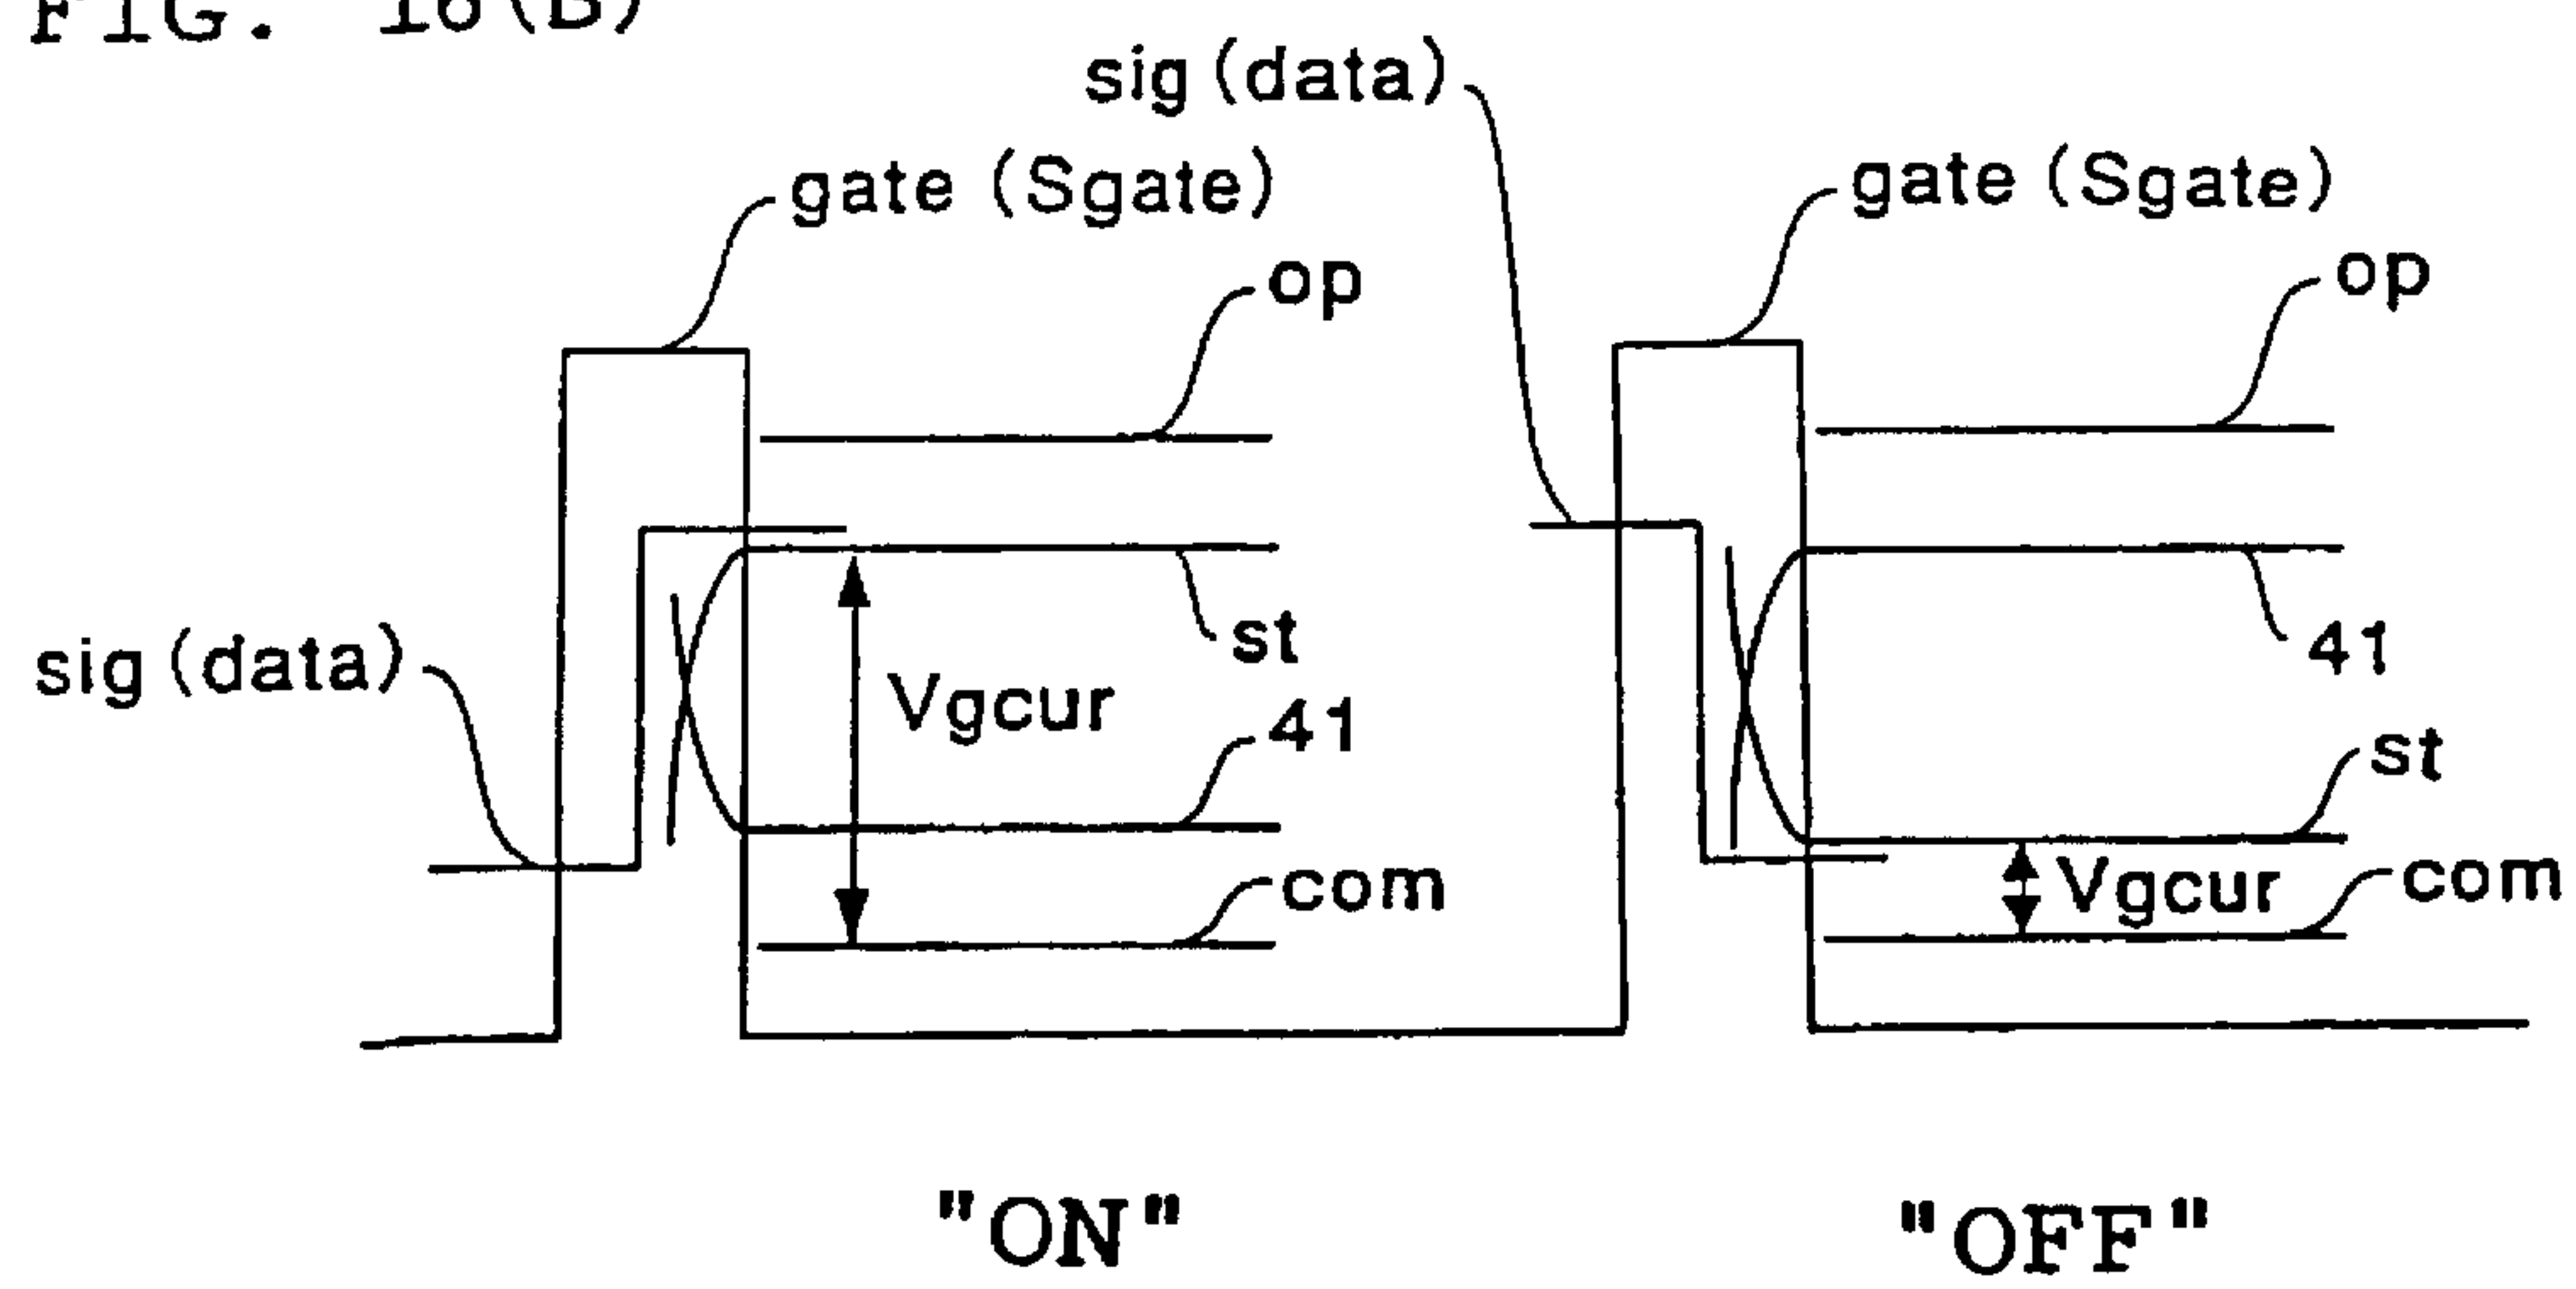 FIG. 16(B)
sig (data)
gate (Sgate)
gate (Sgate)
op
op
st
sig (data)
Vgcur
41
41
st
com
Vgcur
com
"ON"
"OFF"